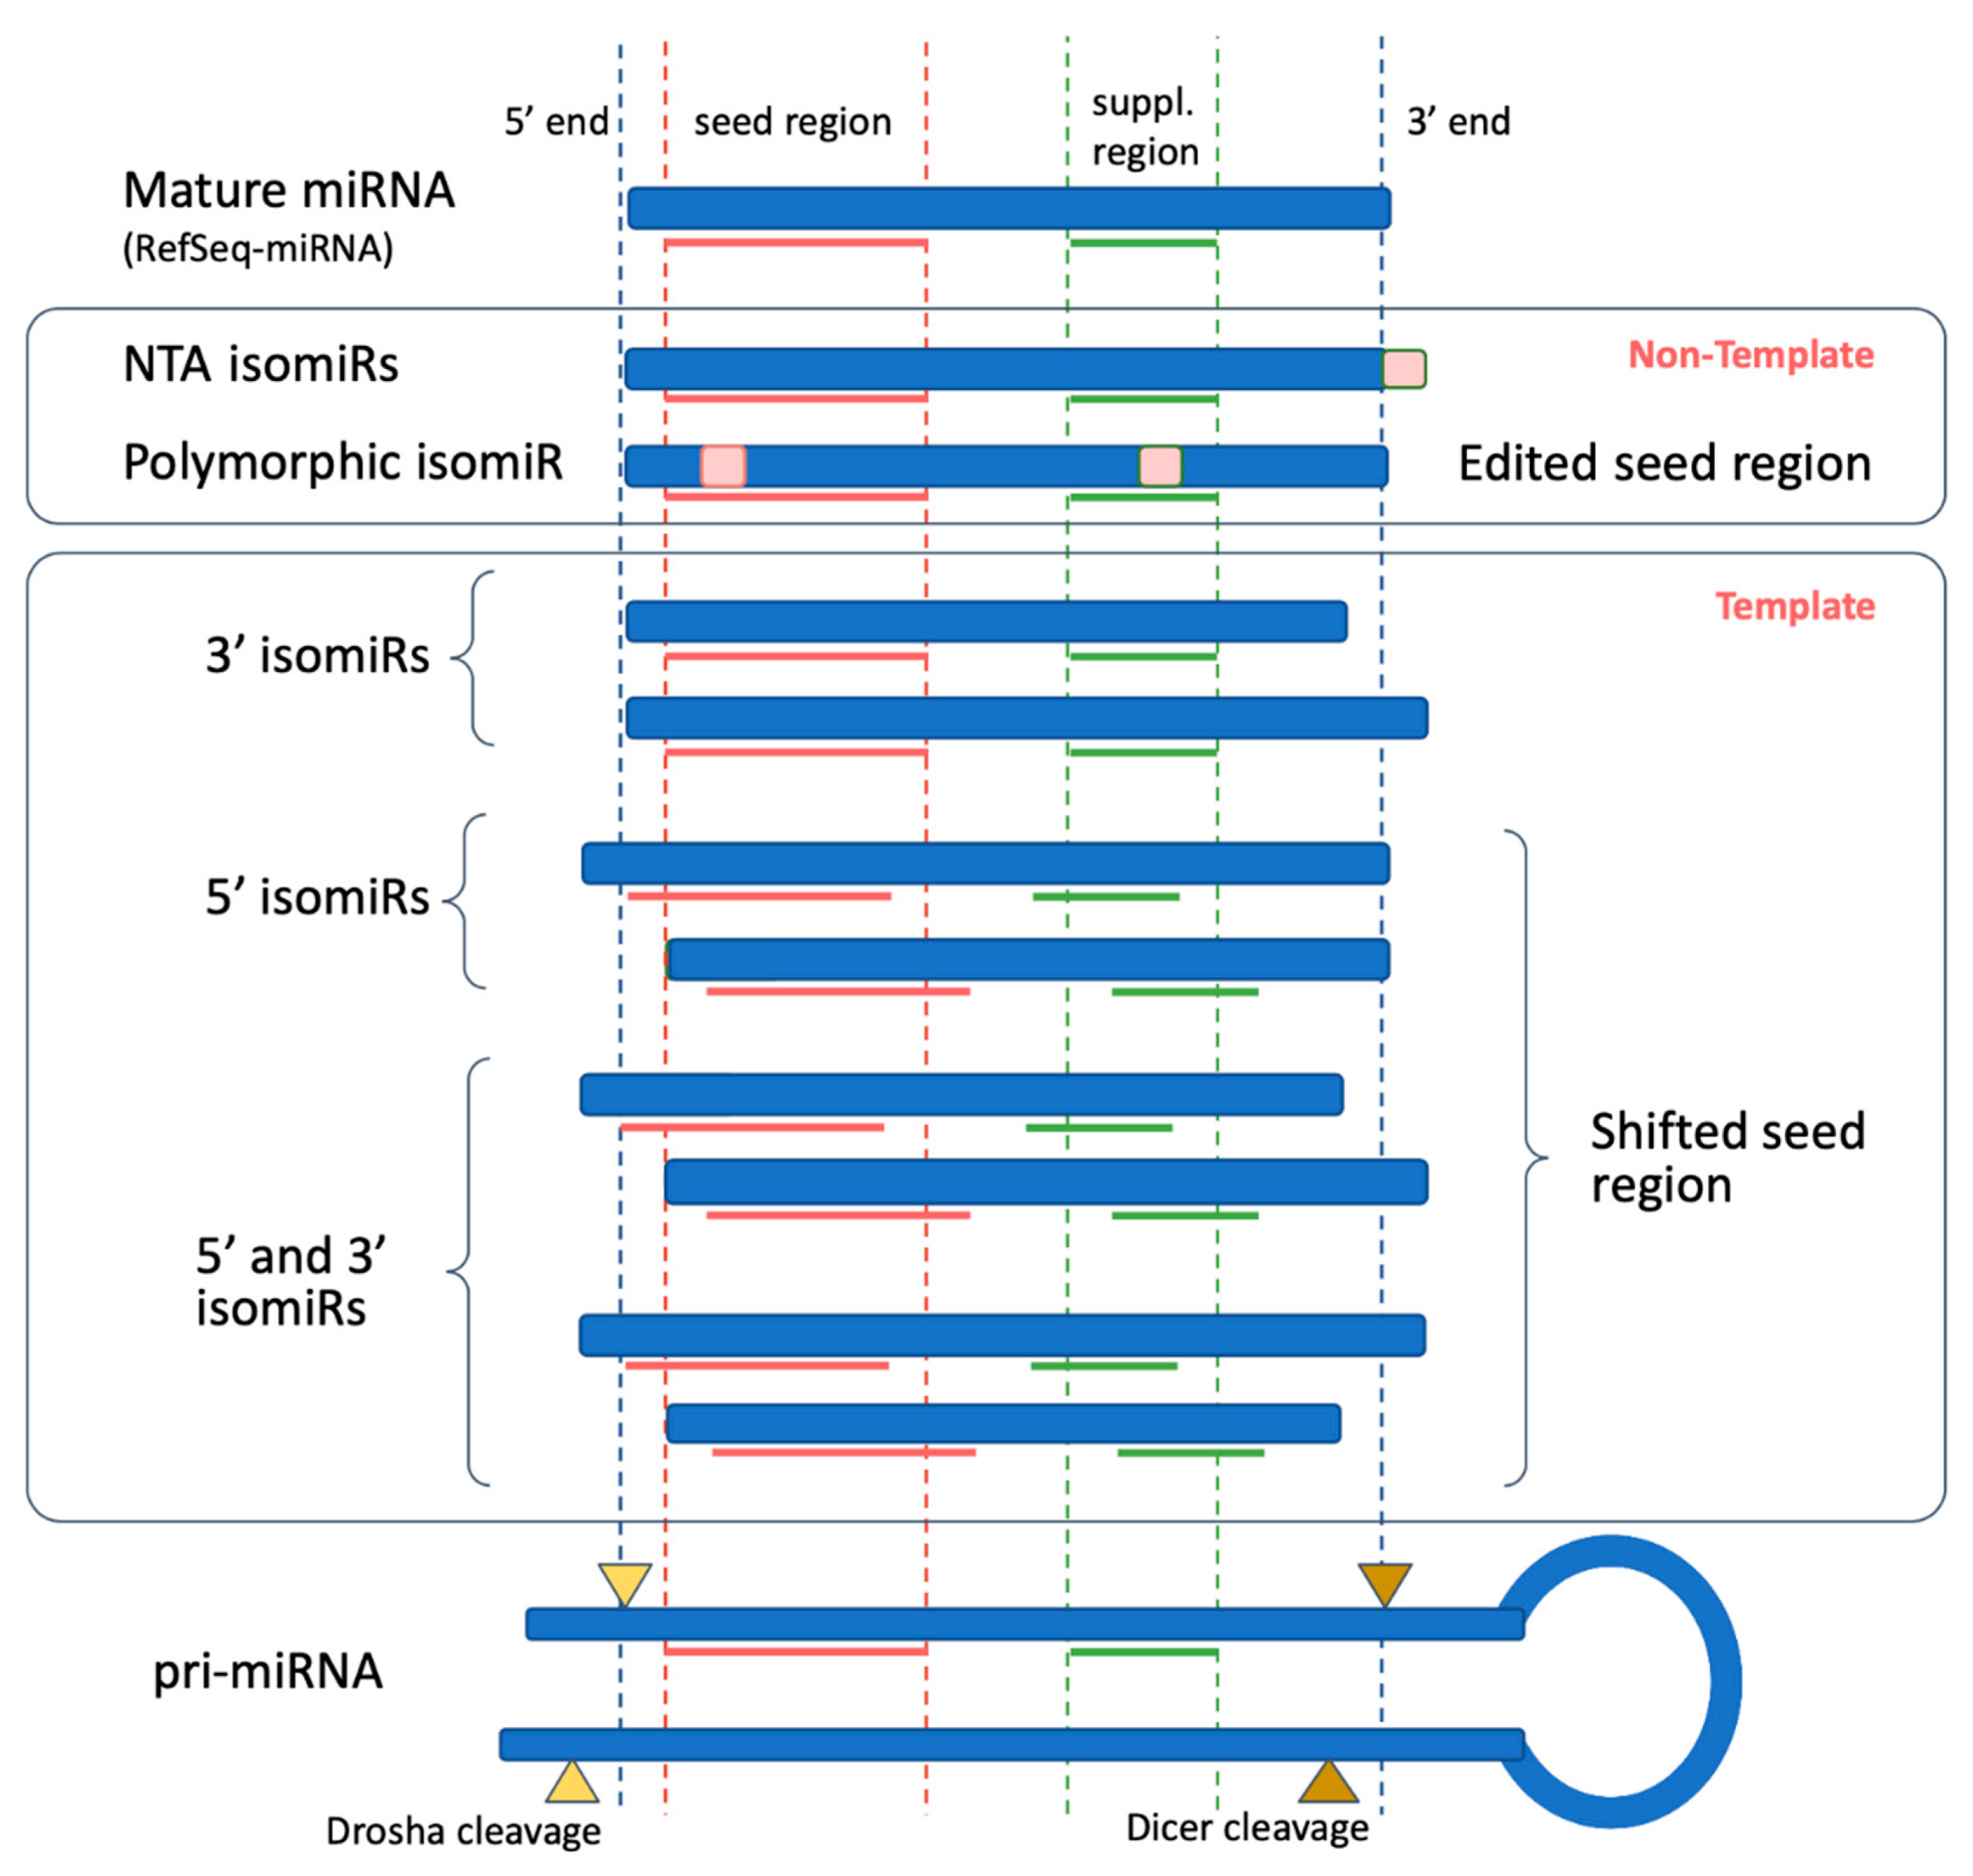 5’ end
seed region
suppl.
region
3’ end
Mature miRNA
(RefSeq-miRNA)
NTA isomiRs
Non-Template
Polymorphic isomiR
Edited seed region
Template
3’ isomiRs
5’ isomiRs
Shifted seed
region
5’ and 3’
isomiRs
pri-miRNA
Drosha cleavage
Dicer cleavage